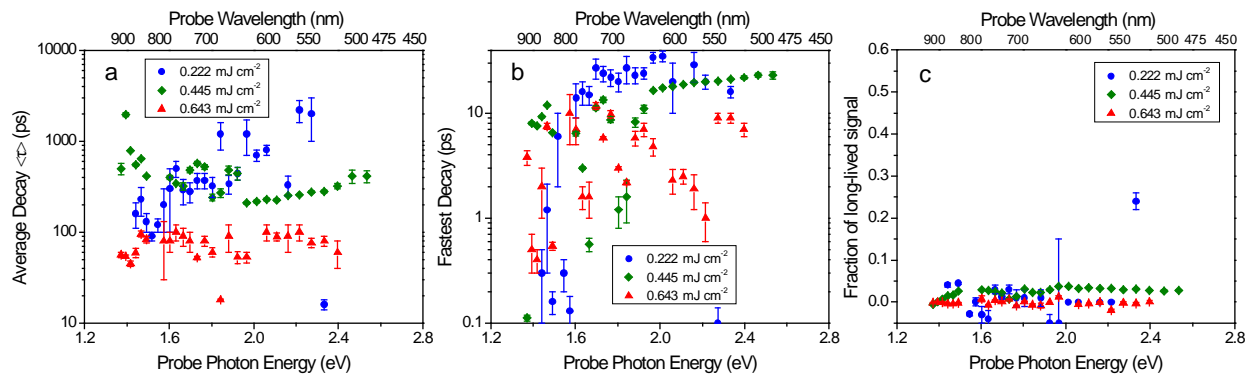 Probe Wavelength (nm)
900 800 700 600 550 500 475 450
10000
1000
100
10
Average Decay <τ> (ps)
a
0.222 mJ cm-2
0.445 mJ cm-2
0.643 mJ cm-2
1.2 1.6 2.0 2.4 2.8
Probe Photon Energy (eV)
Probe Wavelength (nm)
900 800 700 600 550 500 475 450
10
1
0.1
Fastest Decay (ps)
b
0.222 mJ cm-2
0.445 mJ cm-2
0.643 mJ cm-2
1.2 1.6 2.0 2.4 2.8
Probe Photon Energy (eV)
Probe Wavelength (nm)
900 800 700 600 550 500 475 450
0.6
0.5
0.4
0.3
0.2
0.1
0.0
Fraction of long-lived signal
c
0.222 mJ cm-2
0.445 mJ cm-2
0.643 mJ cm-2
1.2 1.6 2.0 2.4 2.8
Probe Photon Energy (eV)